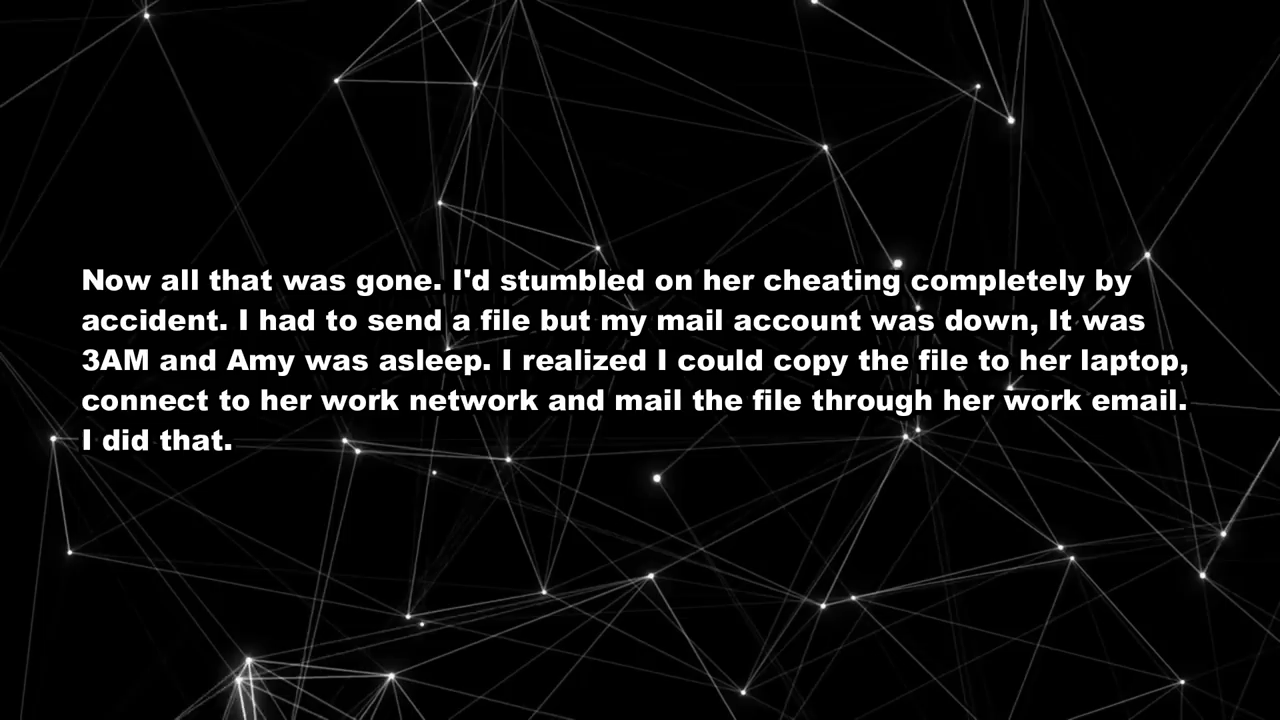 Now all that was gone. I'd stumbled on her cheating completely by
accident. I had to send a file but my mail account was down, It was
3AM and Amy was asleep. I realized I could copy the file to her laptop,
connect to her work network and mail the file through her work email.
I did that.